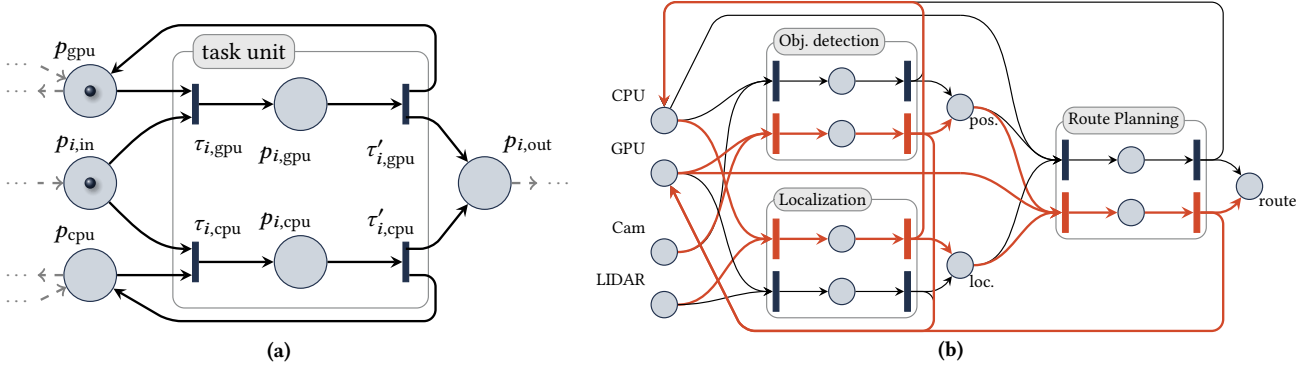 p_gpu
task unit
τ_i,gpu
p_i,gpu
τ′_i,gpu
p_i,in
p_i,out
τ_i,cpu
p_i,cpu
τ′_i,cpu
p_cpu
(a)
Obj. detection
CPU
pos.
GPU
Route Planning
Localization
Cam
route
LIDAR
loc.
(b)